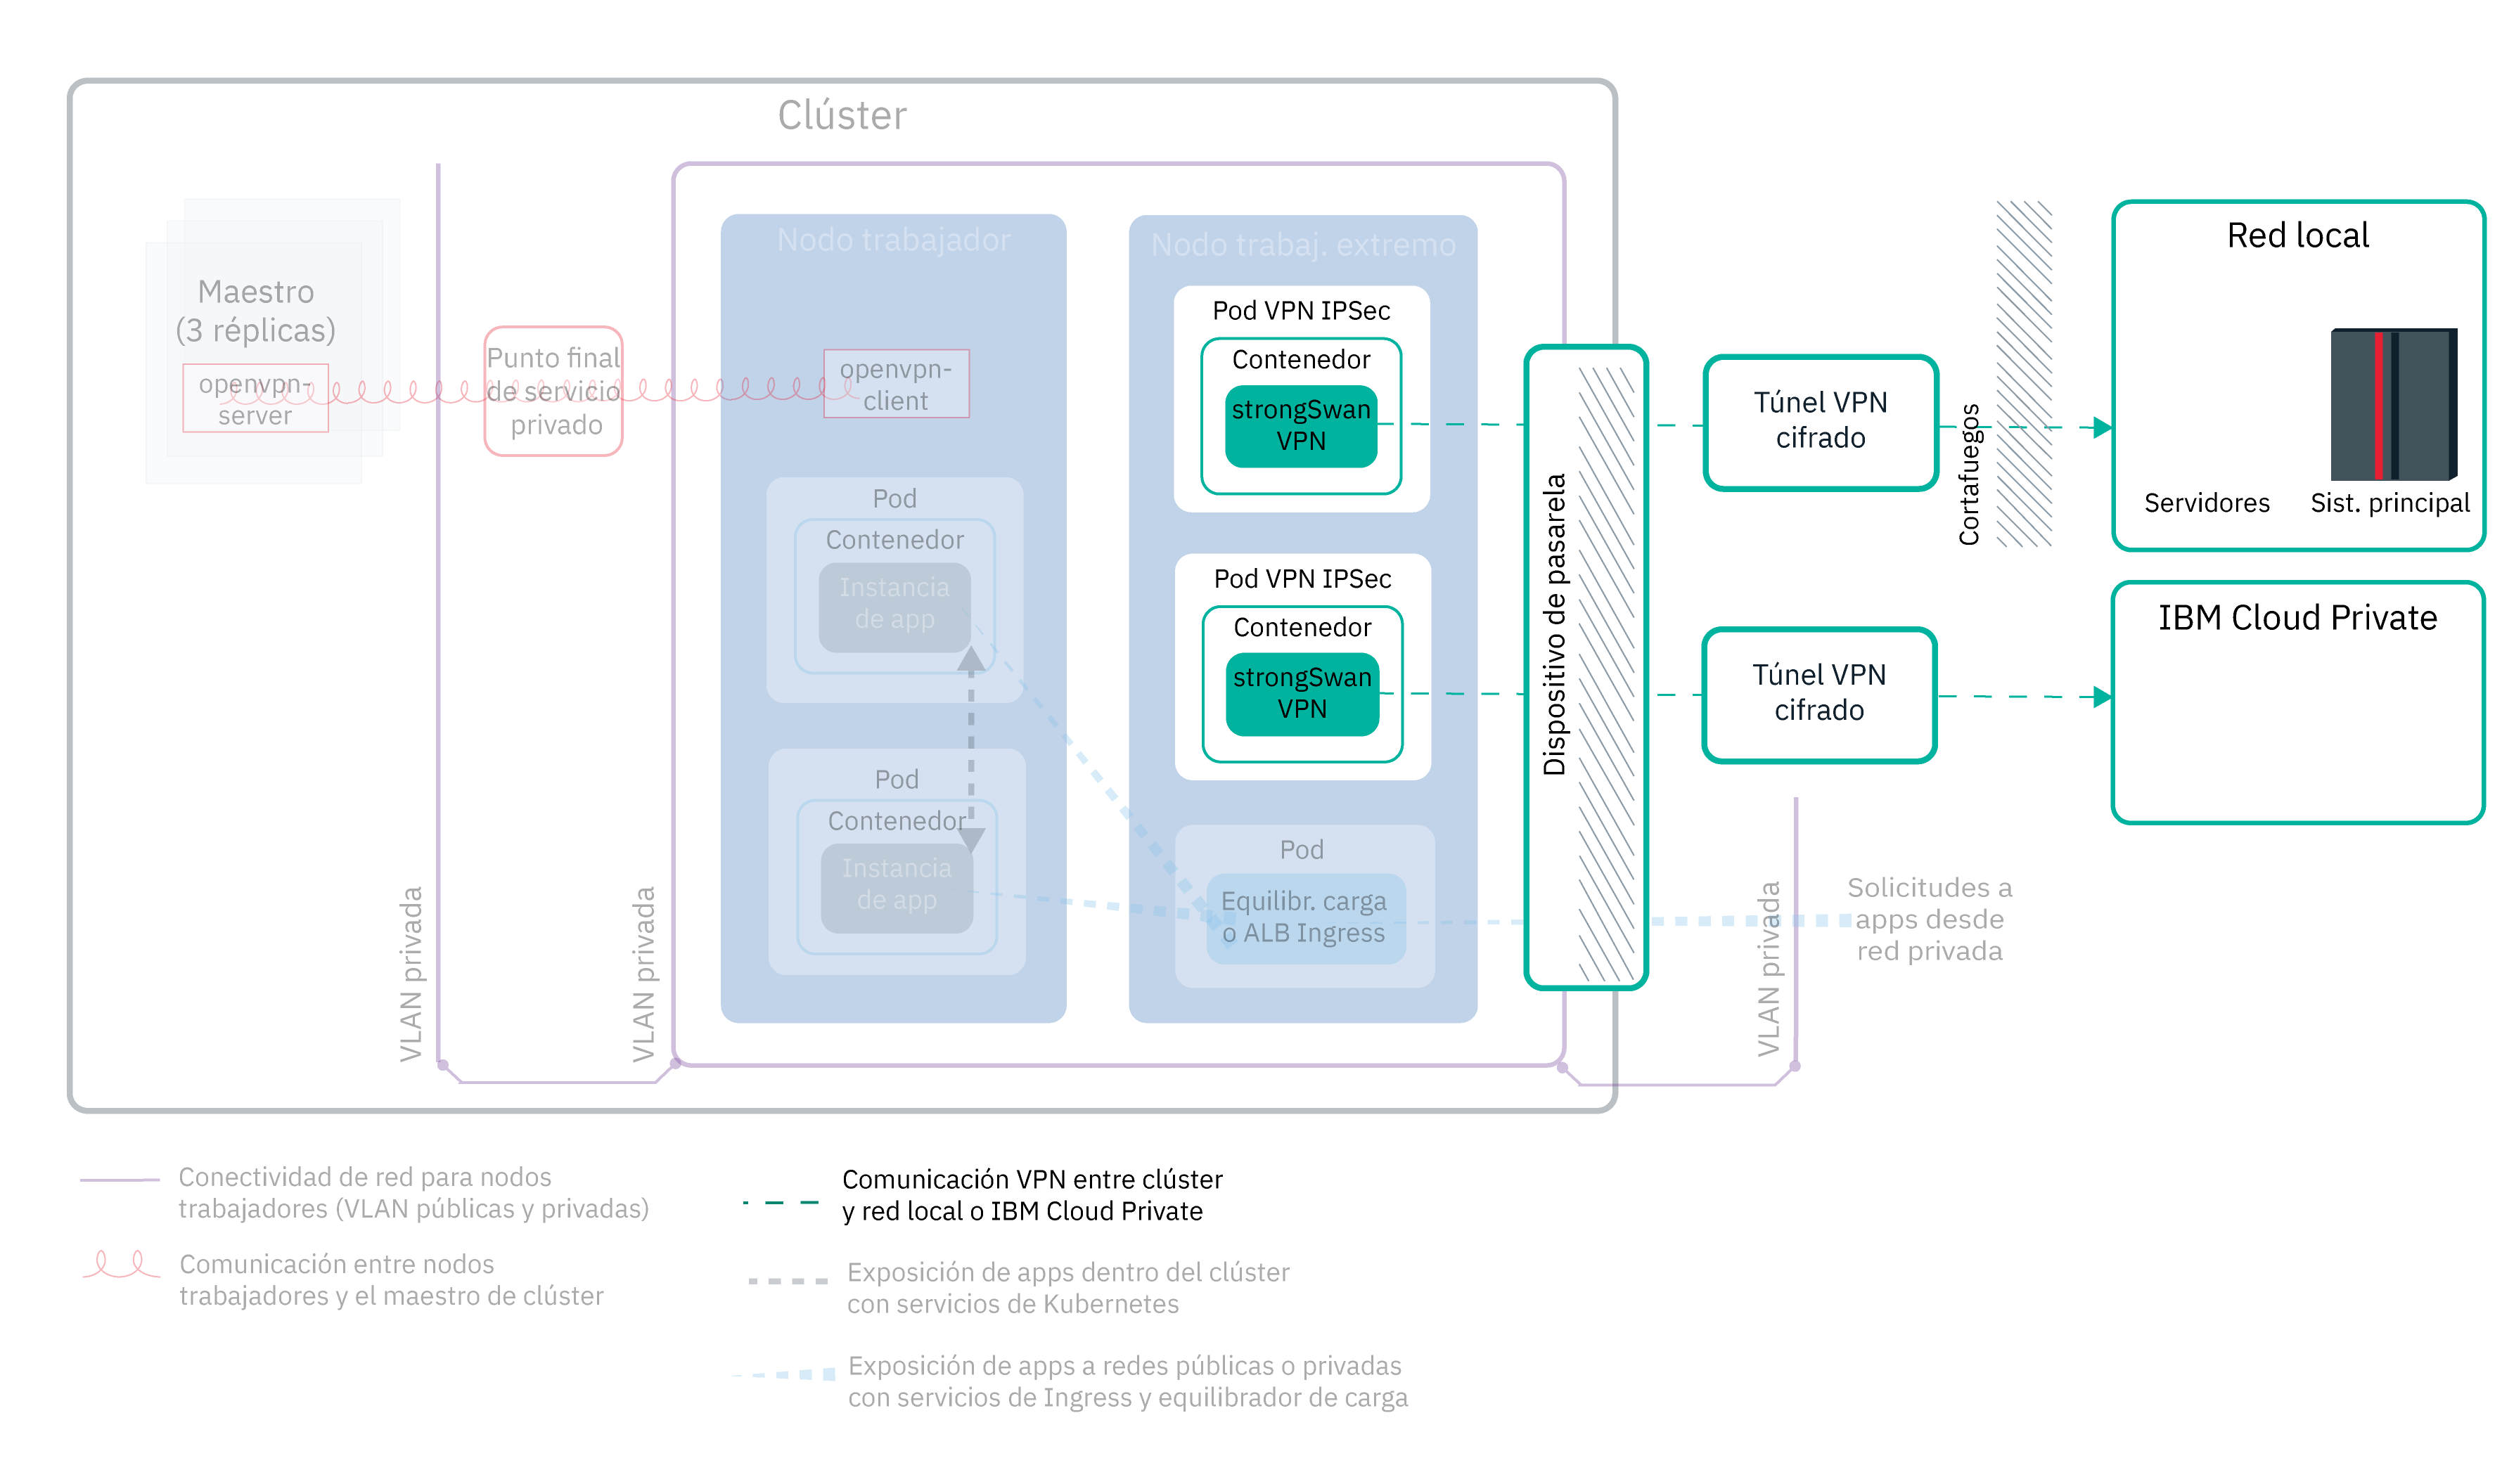 Clúster
Maestro
(3 réplicas)
openvpn-
server
Punto final
de servicio
privado
VLAN privada
VLAN privada
Nodo trabajador
openvpn-
client
Pod
Contenedor
Instancia
de app
Pod
Contenedor
Instancia
de app
Nodo trabaj. extremo
Pod VPN IPSec
Contenedor
strongSwan
VPN
Pod VPN IPSec
Contenedor
strongSwan
VPN
Pod
Equilibr. carga
o ALB Ingress
Dispositivo de pasarela
Túnel VPN
cifrado
Túnel VPN
cifrado
Cortafuegos
Red local
Servidores
Sist. principal
IBM Cloud Private
VLAN privada
Solicitudes a
apps desde
red privada
Conectividad de red para nodos
trabajadores (VLAN públicas y privadas)
Comunicación entre nodos
trabajadores y el maestro de clúster
Comunicación VPN entre clúster
y red local o IBM Cloud Private
Exposición de apps dentro del clúster
con servicios de Kubernetes
Exposición de apps a redes públicas o privadas
con servicios de Ingress y equilibrador de carga